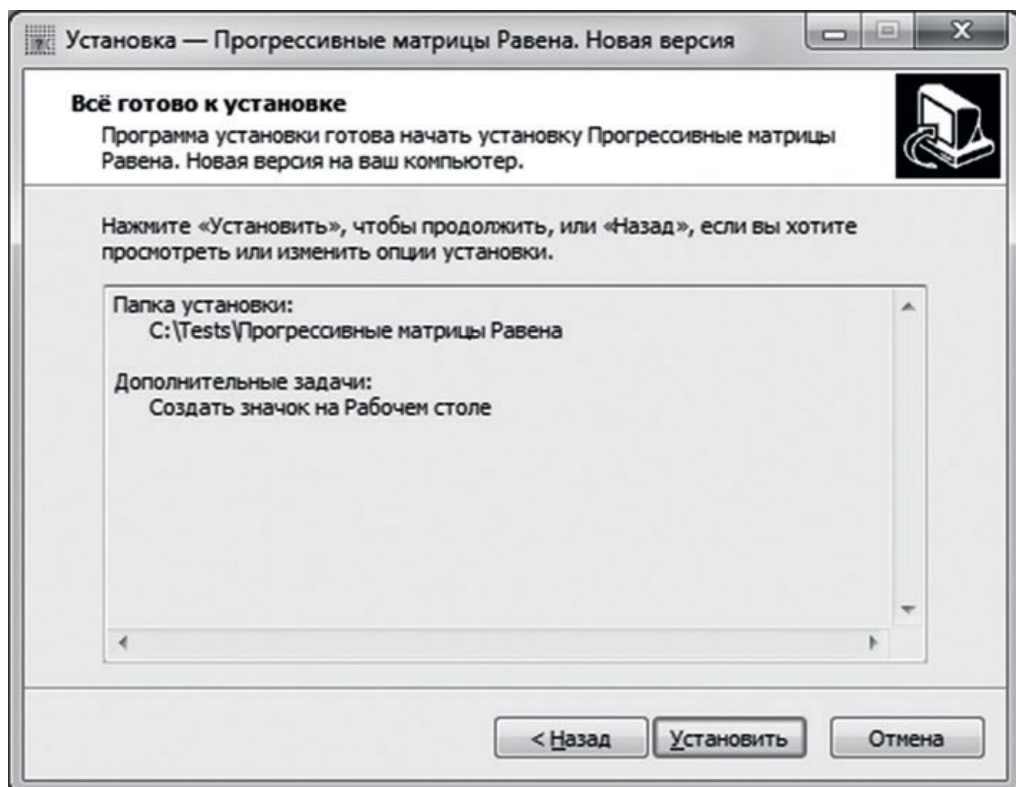 Установка — Прогрессивные матрицы Равена. Новая версия
Всё готово к установке
Программа установки готова начать установку Прогрессивные матрицы
Равена. Новая версия на ваш компьютер.
Нажмите «Установить», чтобы продолжить, или «Назад», если вы хотите
просмотреть или изменить опции установки.
Папка установки:
C:\Tests\Прогрессивные матрицы Равена
Дополнительные задачи:
Создать значок на Рабочем столе
< Назад
Установить
Отмена